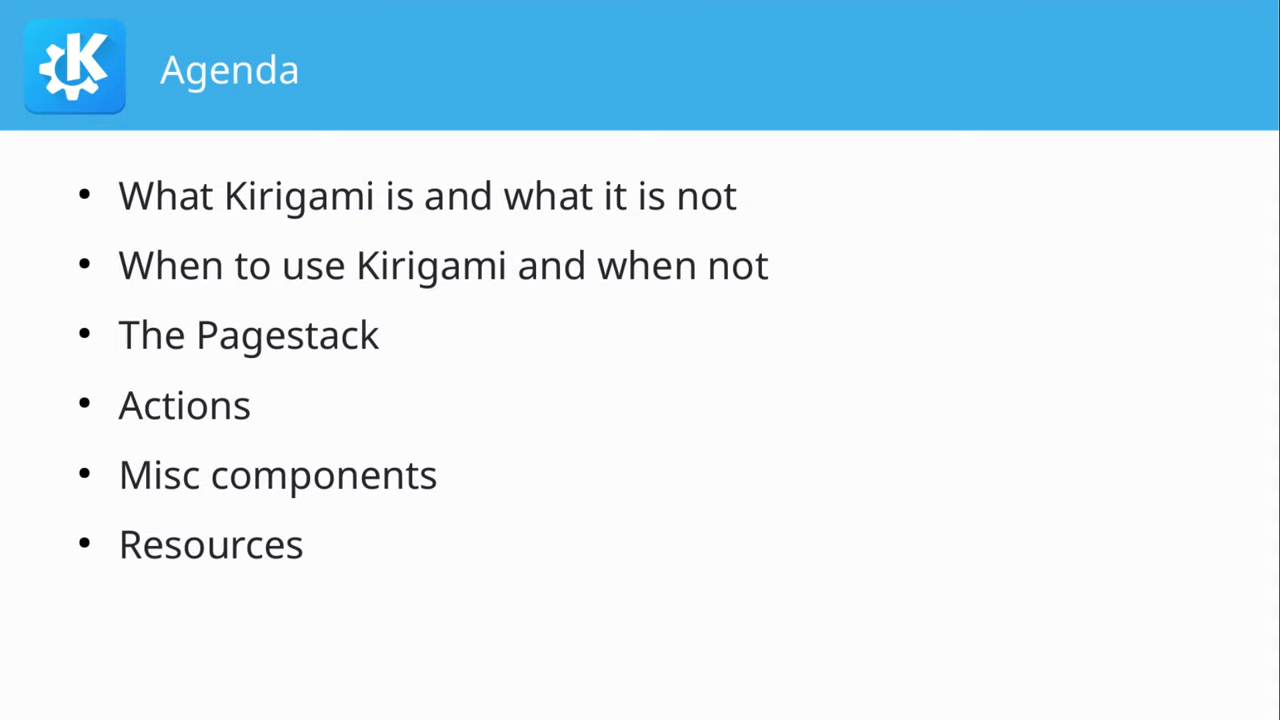 Agenda
• What Kirigami is and what it is not
• When to use Kirigami and when not
• The Pagestack
• Actions
• Misc components
• Resources